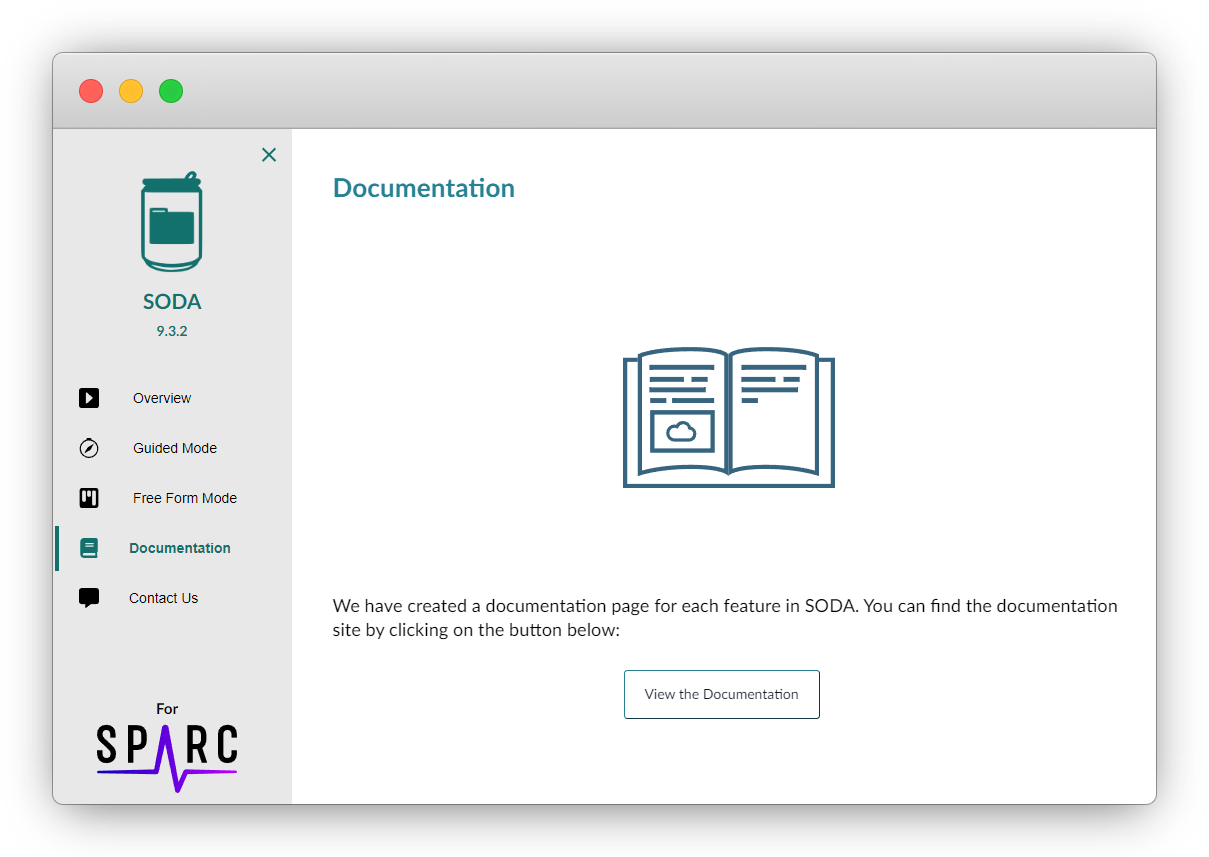 SODA
9.3.2
Overview
Guided Mode
Free Form Mode
Documentation
Contact Us
For
SPARC
Documentation
We have created a documentation page for each feature in SODA. You can find the documentation
site by clicking on the button below:
View the Documentation